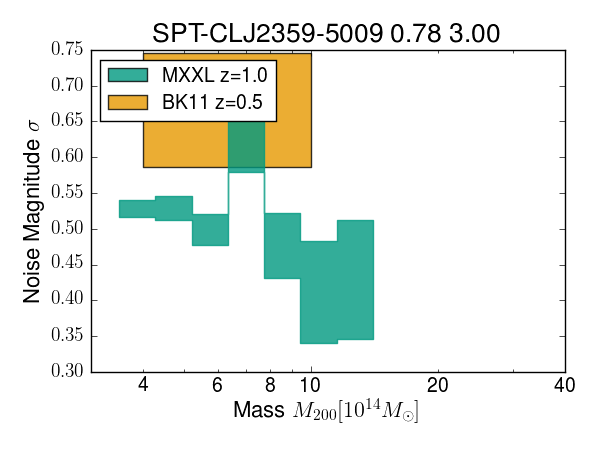 SPT-CLJ2359-5009 0.78 3.00
0.75
0.70
0.65
0.60
0.55
0.50
0.45
0.40
0.35
0.30
Noise Magnitude σ
MXXL z=1.0
BK11 z=0.5
4 6 8 10 20 40
Mass M₂₀₀[10¹⁴M⊙]